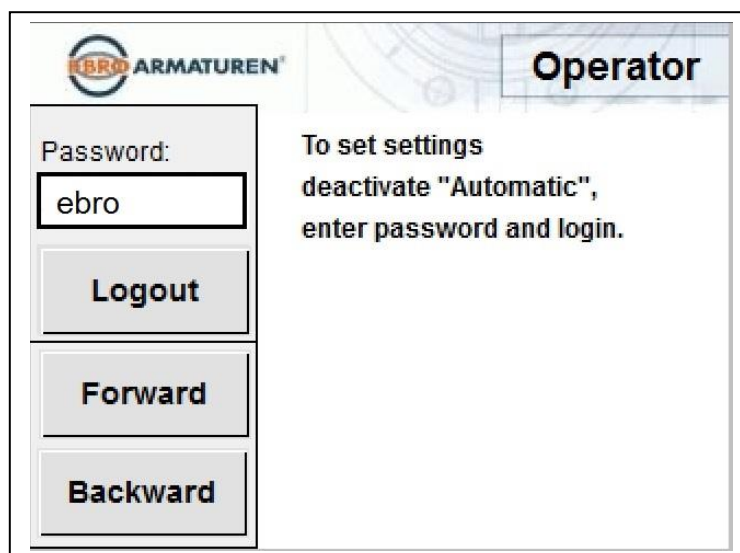 EBRO ARMATUREN®
Operator
Password:
ebro
Logout
Forward
Backward
To set settings
deactivate "Automatic",
enter password and login.